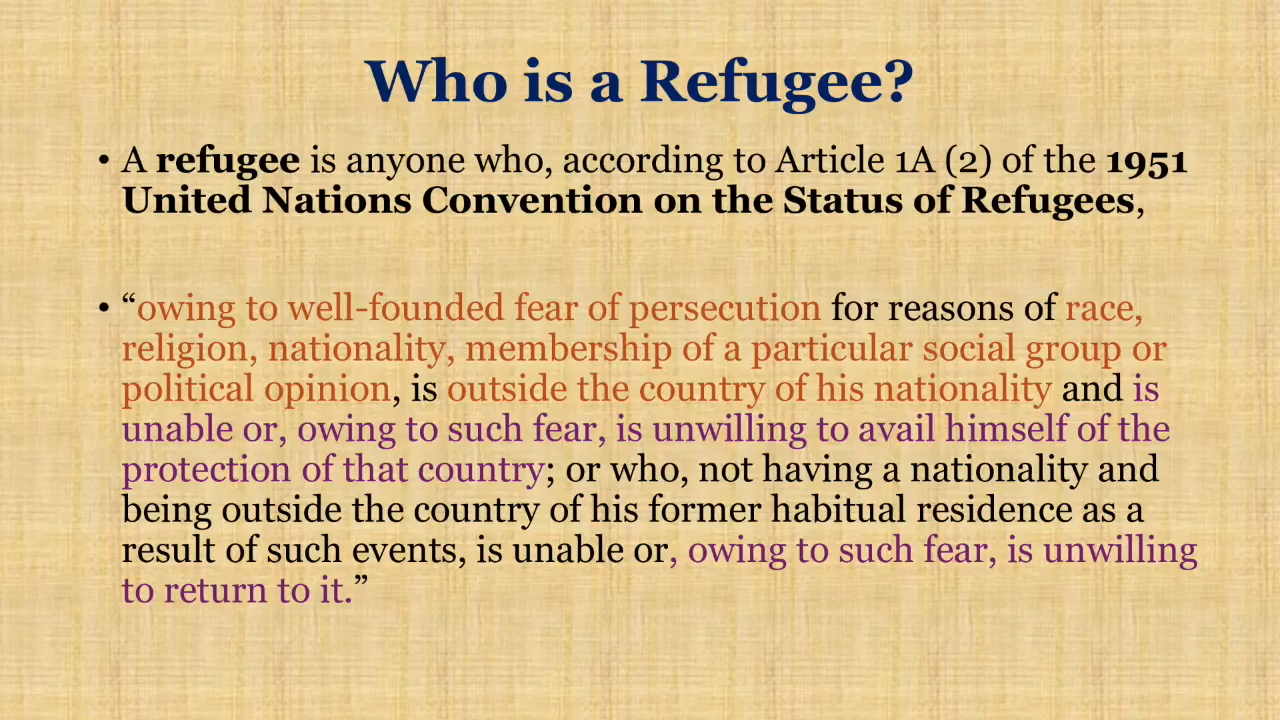 Who is a Refugee?
• A refugee is anyone who, according to Article 1A (2) of the 1951
United Nations Convention on the Status of Refugees,
• “owing to well-founded fear of persecution for reasons of race,
religion, nationality, membership of a particular social group or
political opinion, is outside the country of his nationality and is
unable or, owing to such fear, is unwilling to avail himself of the
protection of that country; or who, not having a nationality and
being outside the country of his former habitual residence as a
result of such events, is unable or, owing to such fear, is unwilling
to return to it.”